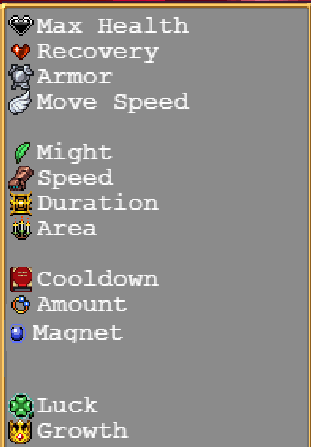 Max Health
Recovery
Armor
Move Speed
Might
Speed
Duration
Area
Cooldown
Amount
Magnet
Luck
Growth